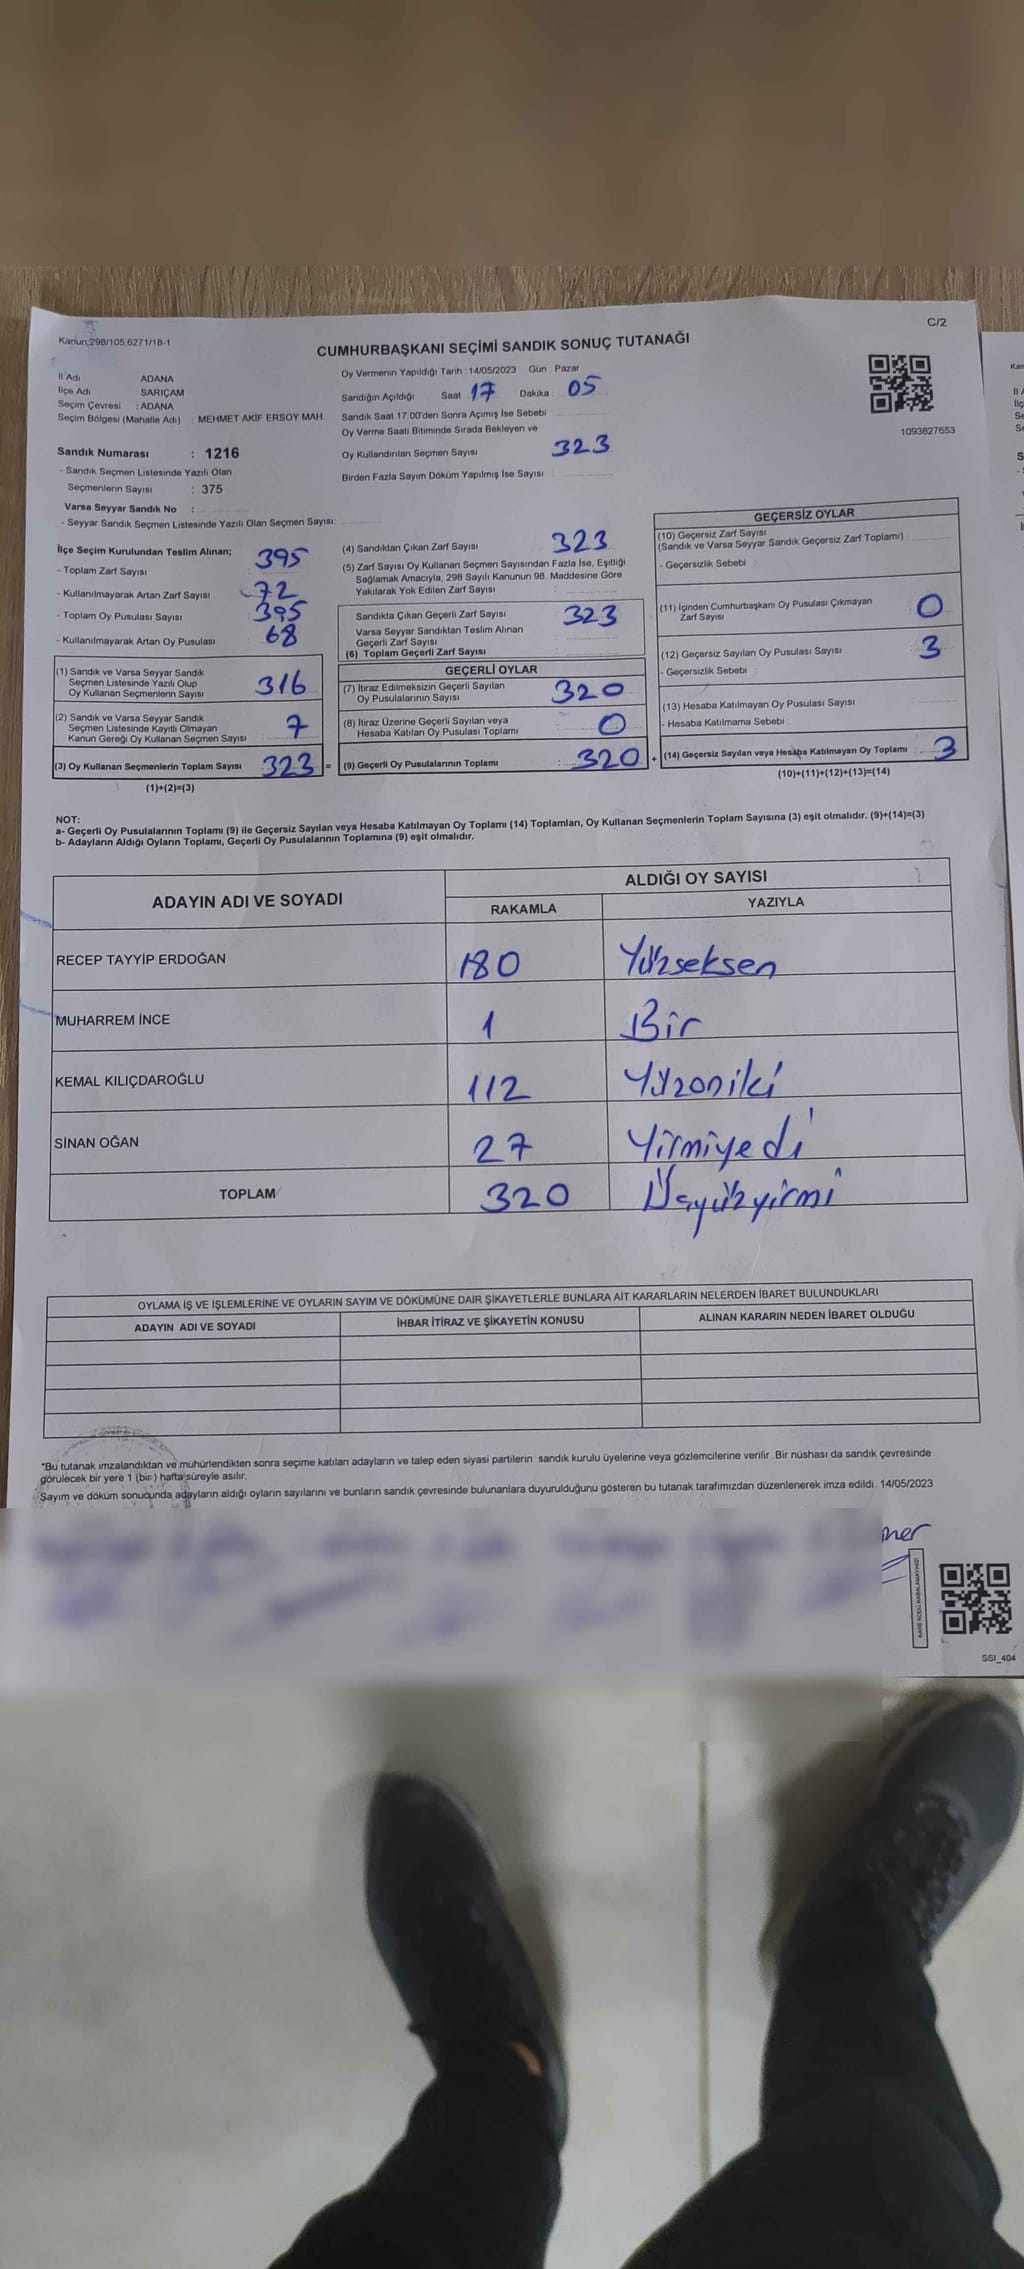 Kanun;298/105,6271/18-1
C/2
CUMHURBAŞKANI SEÇİMİ SANDIK SONUÇ TUTANAĞI
İl Adı ADANA
İlçe Adı SARIÇAM
Seçim Çevresi : ADANA
Seçim Bölgesi (Mahalle Adı) : MEHMET AKİF ERSOY MAH.
Sandık Numarası : 1216
- Sandık Seçmen Listesinde Yazılı Olan
Seçmenlerin Sayısı : 375
Varsa Seyyar Sandık No :
- Seyyar Sandık Seçmen Listesinde Yazılı Olan Seçmen Sayısı:
Oy Vermenin Yapıldığı Tarih : 14/05/2023 Gün : Pazar
Sandığın Açıldığı Saat : 17 Dakika : 05
Sandık Saat 17:00'den Sonra Açımış İse Sebebi
Oy Verme Saati Bitiminde Sırada Bekleyen ve
Oy Kullandırılan Seçmen Sayısı 323
Birden Fazla Sayım Döküm Yapılmış İse Sayısı :
1093827653
İlçe Seçim Kurulundan Teslim Alınan;
- Toplam Zarf Sayısı 395
- Kullanılmayarak Artan Zarf Sayısı 72
- Toplam Oy Pusulası Sayısı 395
- Kullanılmayarak Artan Oy Pusulası 68
(1) Sandık ve Varsa Seyyar Sandık
Seçmen Listesinde Yazılı Olup
Oy Kullanan Seçmenlerin Sayısı 316
(2) Sandık ve Varsa Seyyar Sandık
Seçmen Listesinde Kayıtlı Olmayan
Kanun Gereği Oy Kullanan Seçmen Sayısı 7
(3) Oy Kullanan Seçmenlerin Toplam Sayısı 323 =
(1)+(2)=(3)
(4) Sandıktan Çıkan Zarf Sayısı 323
(5) Zarf Sayısı Oy Kullanan Seçmen Sayısından Fazla İse, Eşitliği
Sağlamak Amacıyla, 298 Sayılı Kanunun 98. Maddesine Göre
Yakılarak Yok Edilen Zarf Sayısı
Sandıkta Çıkan Geçerli Zarf Sayısı 323
Varsa Seyyar Sandıktan Teslim Alınan
Geçerli Zarf Sayısı
(6) Toplam Geçerli Zarf Sayısı
GEÇERLİ OYLAR
(7) İtiraz Edilmeksizin Geçerli Sayılan
Oy Pusulalarının Sayısı 320
(8) İtiraz Üzerine Geçerli Sayılan veya
Hesaba Katılan Oy Pusulası Toplamı 0
(9) Geçerli Oy Pusulalarının Toplamı : 320 +
GEÇERSİZ OYLAR
(10) Geçersiz Zarf Sayısı
(Sandık ve Varsa Seyyar Sandık Geçersiz Zarf Toplamı)
- Geçersizlik Sebebi :
(11) İçinden Cumhurbaşkanı Oy Pusulası Çıkmayan
Zarf Sayısı 0
(12) Geçersiz Sayılan Oy Pusulası Sayısı 3
- Geçersizlik Sebebi :
(13) Hesaba Katılmayan Oy Pusulası Sayısı
- Hesaba Katılmama Sebebi :
(14) Geçersiz Sayılan veya Hesaba Katılmayan Oy Toplamı : 3
(10)+(11)+(12)+(13)=(14)
NOT:
a- Geçerli Oy Pusulalarının Toplamı (9) ile Geçersiz Sayılan veya Hesaba Katılmayan Oy Toplamı (14) Toplamları, Oy Kullanan Seçmenlerin Toplam Sayısına (3) eşit olmalıdır. (9)+(14)=(3)
b- Adayların Aldığı Oyların Toplamı, Geçerli Oy Pusulalarının Toplamına (9) eşit olmalıdır.
ADAYIN ADI VE SOYADI
ALDIĞI OY SAYISI
RAKAMLA YAZIYLA
RECEP TAYYİP ERDOĞAN 180 Yüzseksen
MUHARREM İNCE 1 Bir
KEMAL KILIÇDAROĞLU 112 Yüzoniki
SİNAN OĞAN 27 Yirmiyedi
TOPLAM 320 Üçyüzyirmi
OYLAMA İŞ VE İŞLEMLERİNE VE OYLARIN SAYIM VE DÖKÜMÜNE DAİR ŞİKAYETLERLE BUNLARA AİT KARARLARIN NELERDEN İBARET BULUNDUKLARI
ADAYIN ADI VE SOYADI İHBAR İTİRAZ VE ŞİKAYETİN KONUSU ALINAN KARARIN NEDEN İBARET OLDUĞU
*Bu tutanak imzalandıktan ve mühürlendikten sonra seçime katılan adayların ve talep eden siyasi partilerin sandık kurulu üyelerine veya gözlemcilerine verilir. Bir nüshası da sandık çevresinde
görülecek bir yere 1 (bir) hafta süreyle asılır.
Sayım ve döküm sonucunda adayların aldığı oyların sayılarını ve bunların sandık çevresinde bulunanlara duyurulduğunu gösteren bu tutanak tarafımızdan düzenlenerek imza edildi. 14/05/2023
SSI_404